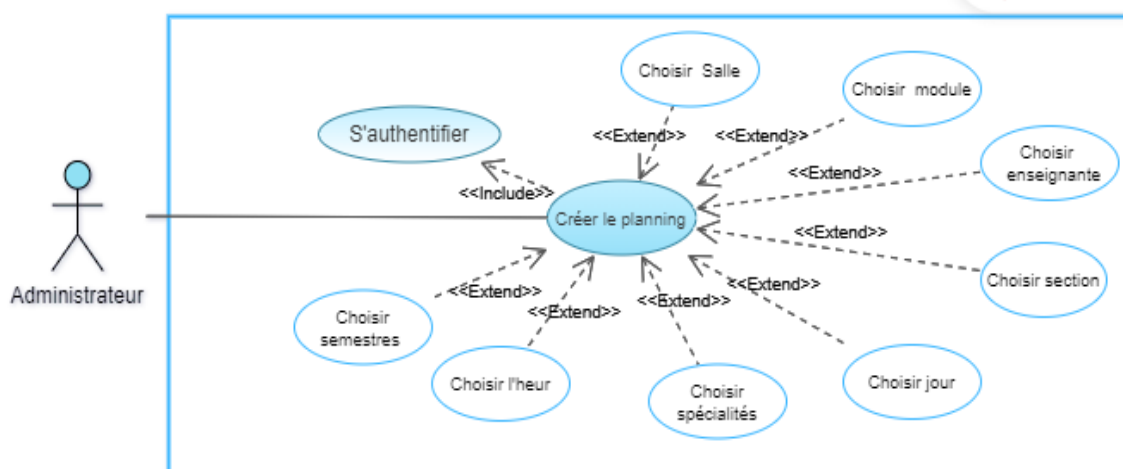 Choisir Salle
Choisir module
S'authentifier
<<Extend>>
<<Extend>>
Choisir
enseignante
<<Extend>>
<<Include>>
Créer le planning
<<Extend>>
Choisir section
Administrateur
<<Extend>>
<<Extend>>
<<Extend>>
<<Extend>>
Choisir
semestres
Choisir l'heur
Choisir
spécialités
Choisir jour